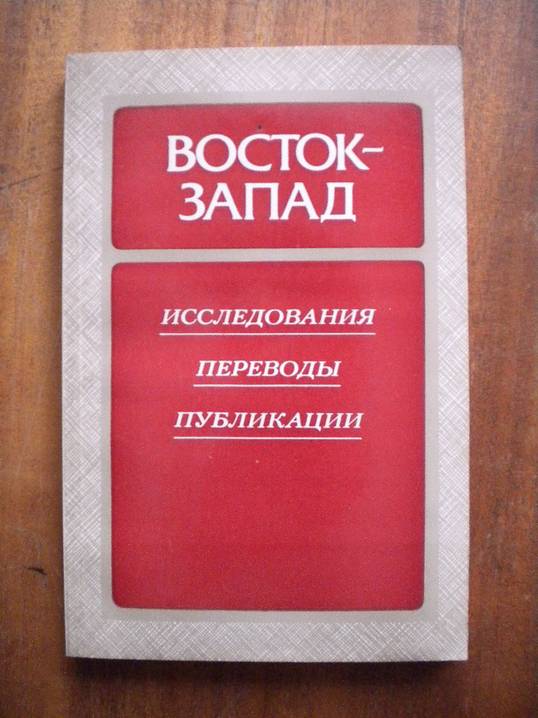 ВОСТОК-
ЗАПАД
ИССЛЕДОВАНИЯ
ПЕРЕВОДЫ
ПУБЛИКАЦИИ